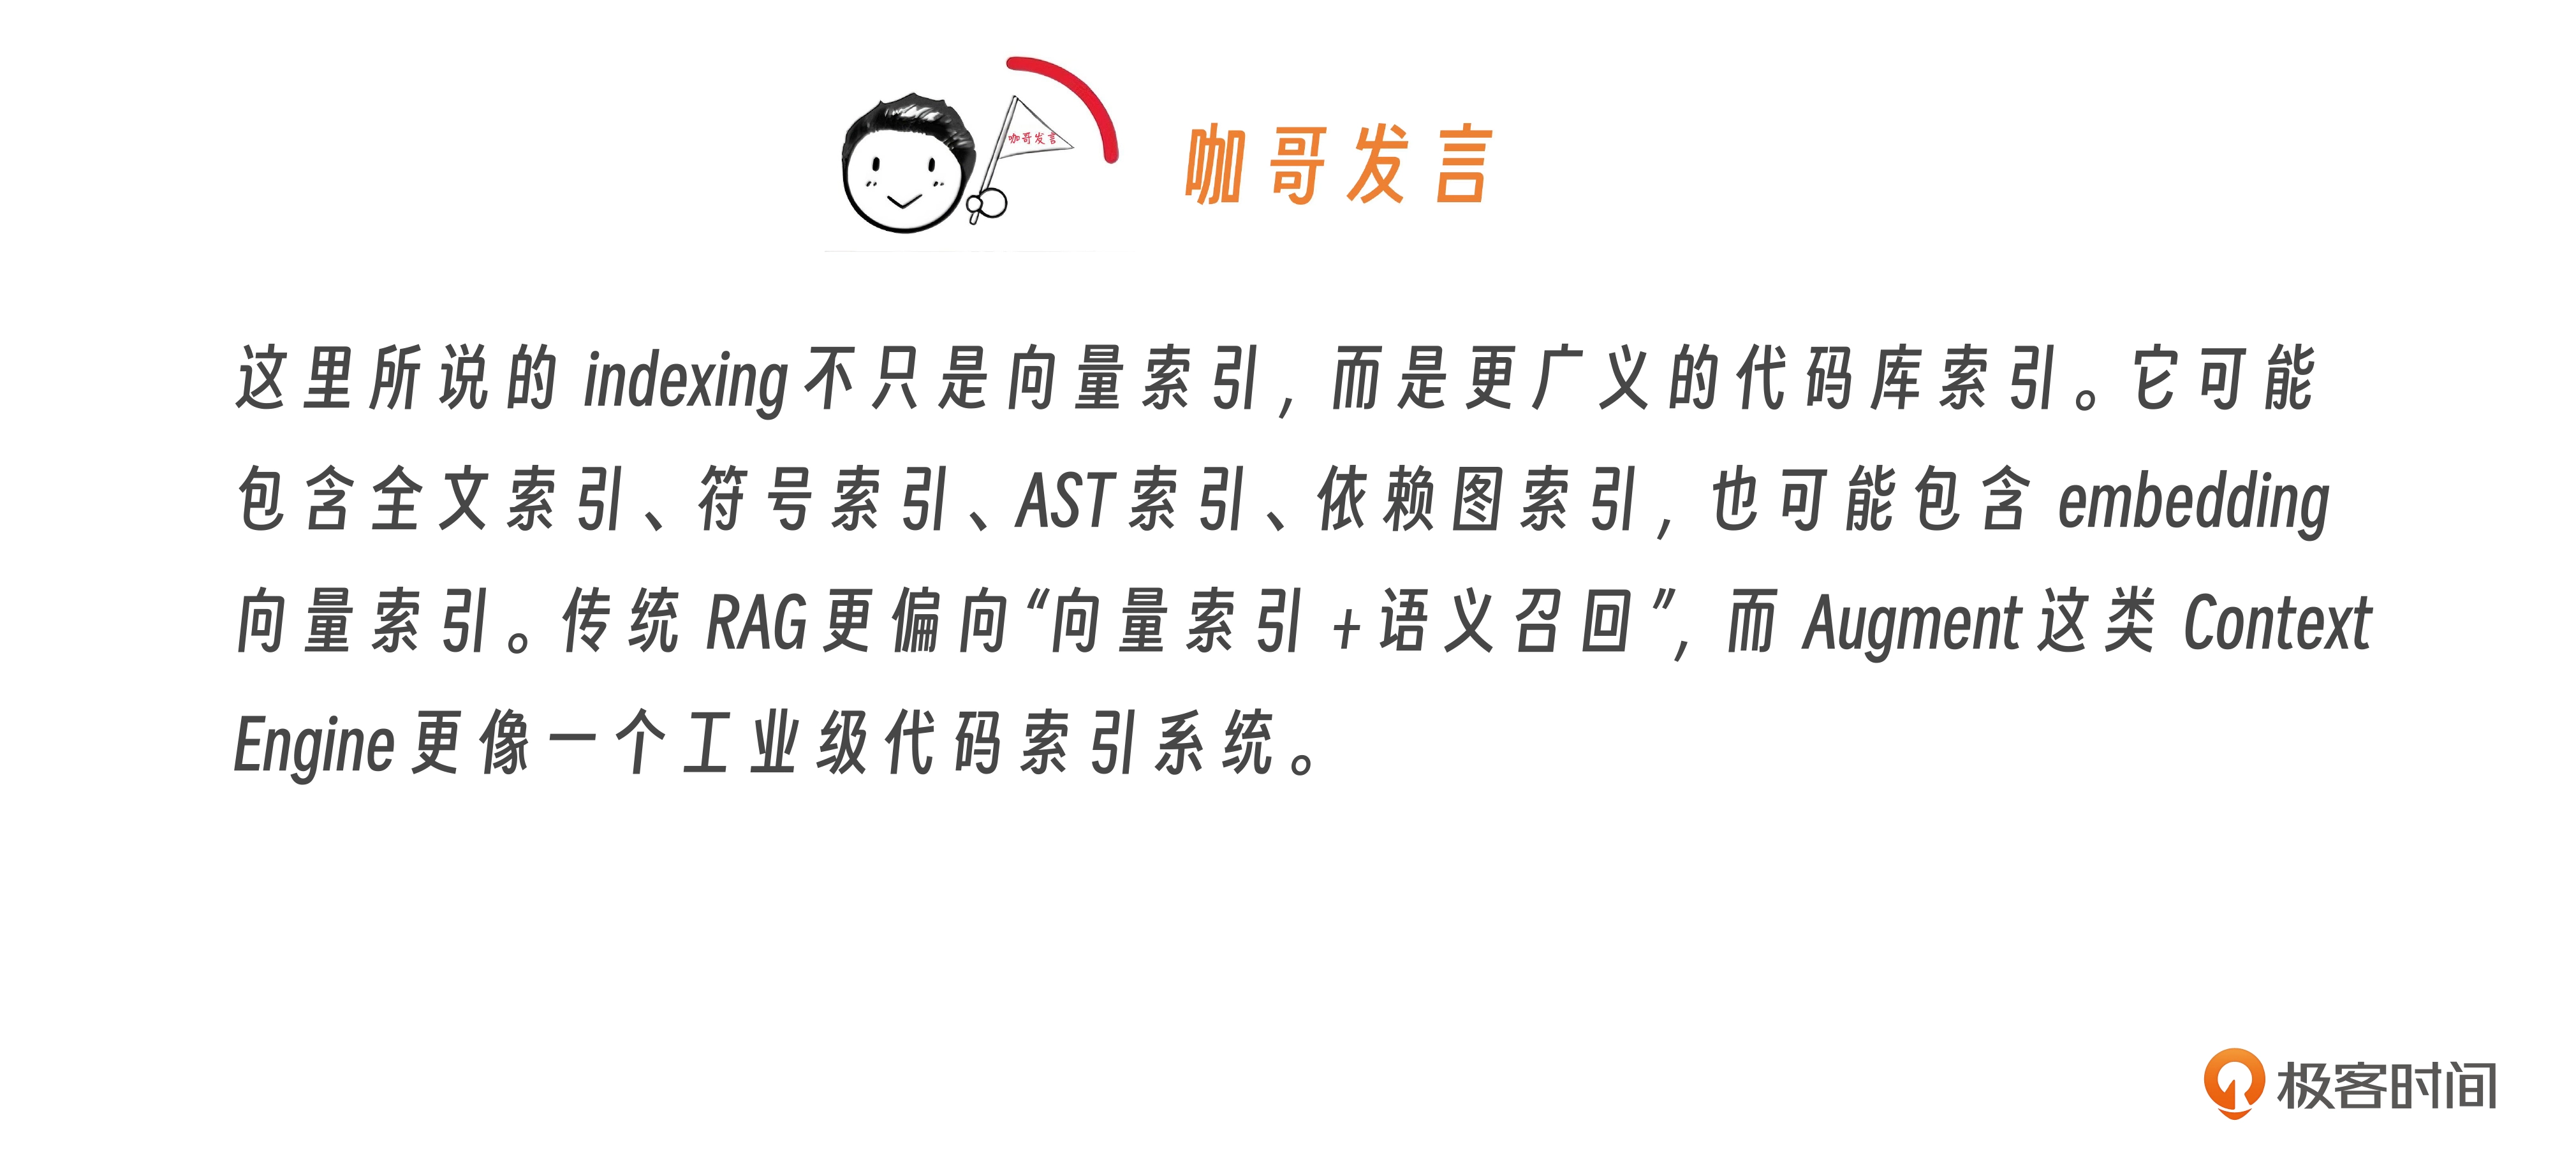 咖哥发言
咖哥发言
这里所说的 indexing 不只是向量索引，而是更广义的代码库索引。它可能
包含全文索引、符号索引、AST 索引、依赖图索引，也可能包含 embedding
向量索引。传统 RAG 更偏向“向量索引 + 语义召回”，而 Augment 这类 Context
Engine 更像一个工业级代码索引系统。
极客时间